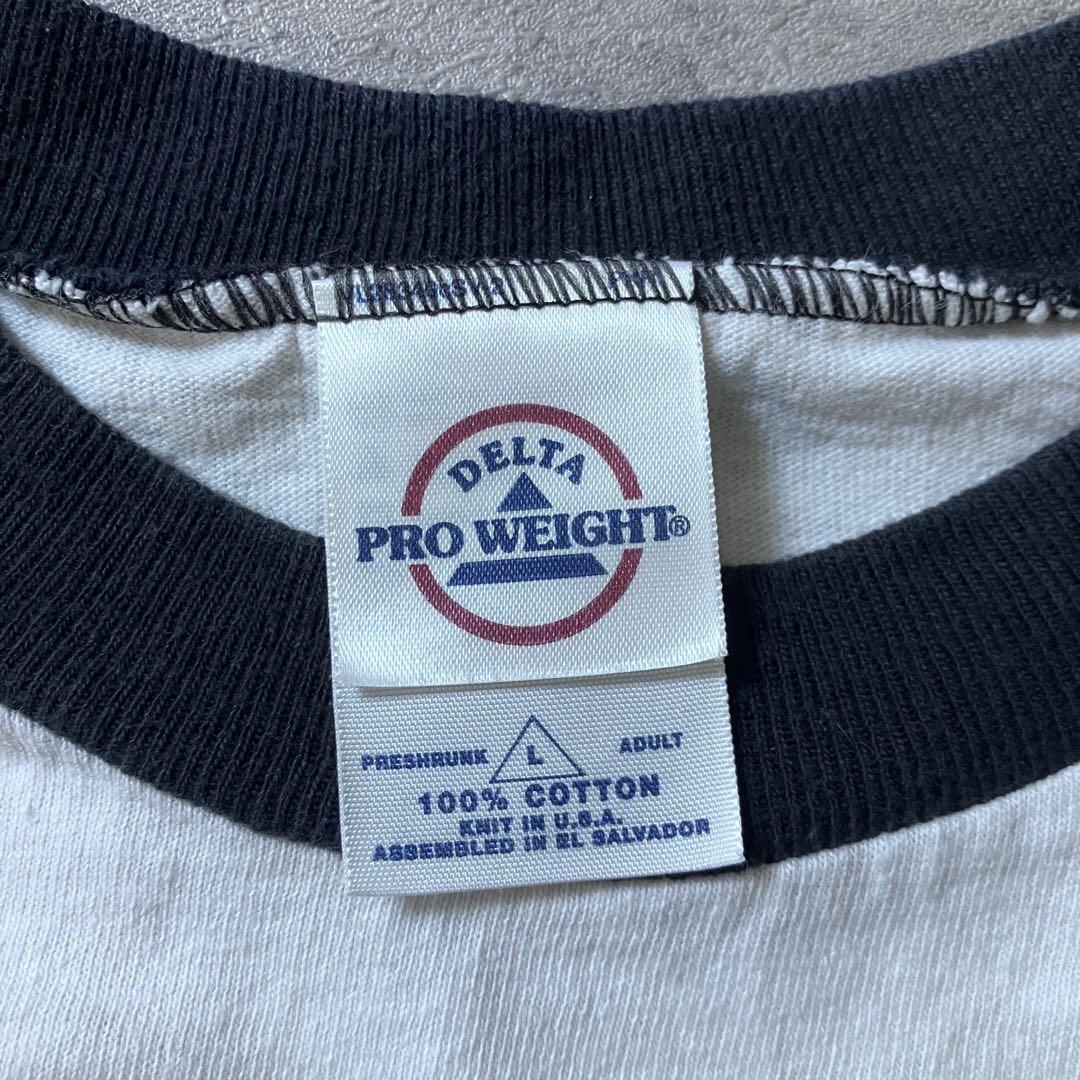 DELTA
PRO WEIGHT®
PRESHRUNK L ADULT
100% COTTON
KNIT IN U.S.A.
ASSEMBLED IN EL SALVADOR